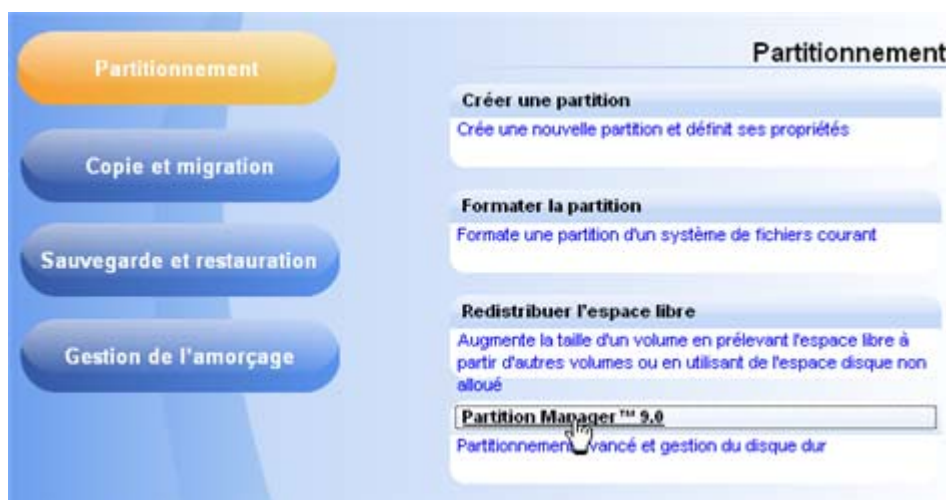 Partitionnement
Copie et migration
Sauvegarde et restauration
Gestion de l'amorçage
Partitionnement
Créer une partition
Crée une nouvelle partition et définit ses propriétés
Formater la partition
Formate une partition d'un système de fichiers courant
Redistribuer l'espace libre
Augmente la taille d'un volume en prélevant l'espace libre à
partir d'autres volumes ou en utilisant de l'espace disque non
alloué
Partition Manager™ 9.0
Partitionnement avancé et gestion du disque dur